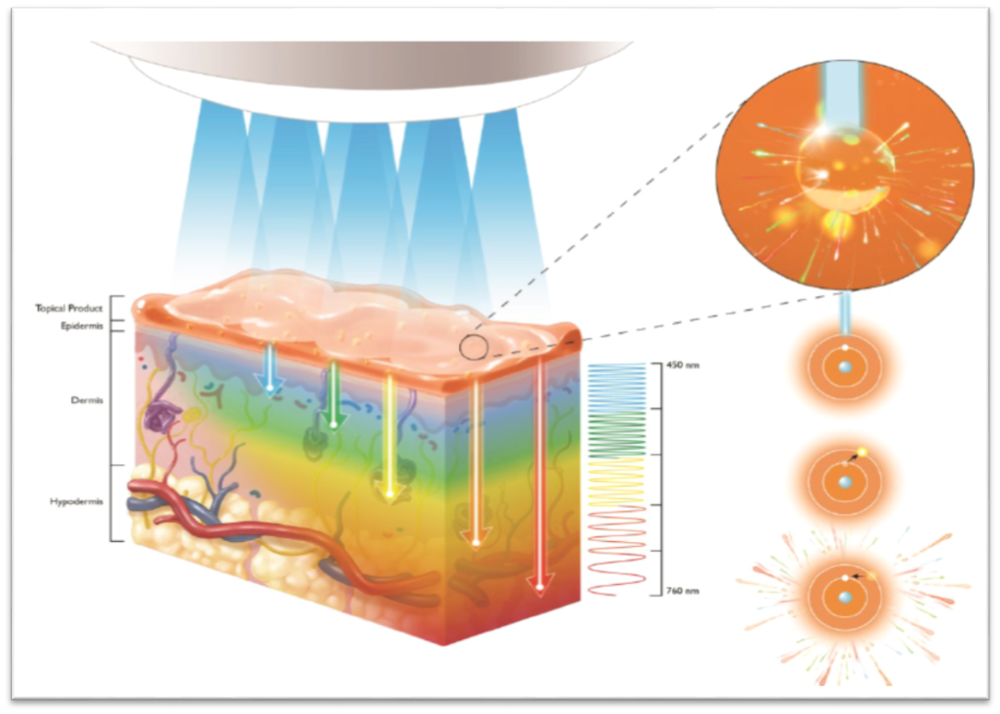 Topical Product
Epidermis
Dermis
Hypodermis
450 nm
760 nm